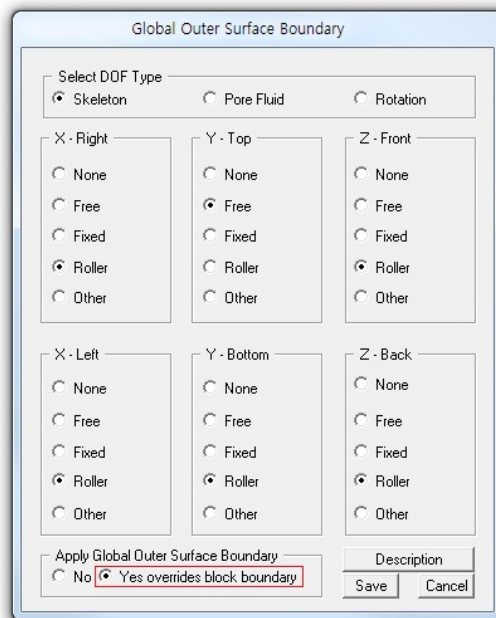 Global Outer Surface Boundary
Select DOF Type
Skeleton Pore Fluid Rotation
X - Right
None
Free
Fixed
Roller
Other
Y - Top
None
Free
Fixed
Roller
Other
Z - Front
None
Free
Fixed
Roller
Other
X - Left
None
Free
Fixed
Roller
Other
Y - Bottom
None
Free
Fixed
Roller
Other
Z - Back
None
Free
Fixed
Roller
Other
Apply Global Outer Surface Boundary
No Yes overrides block boundary
Description
Save Cancel